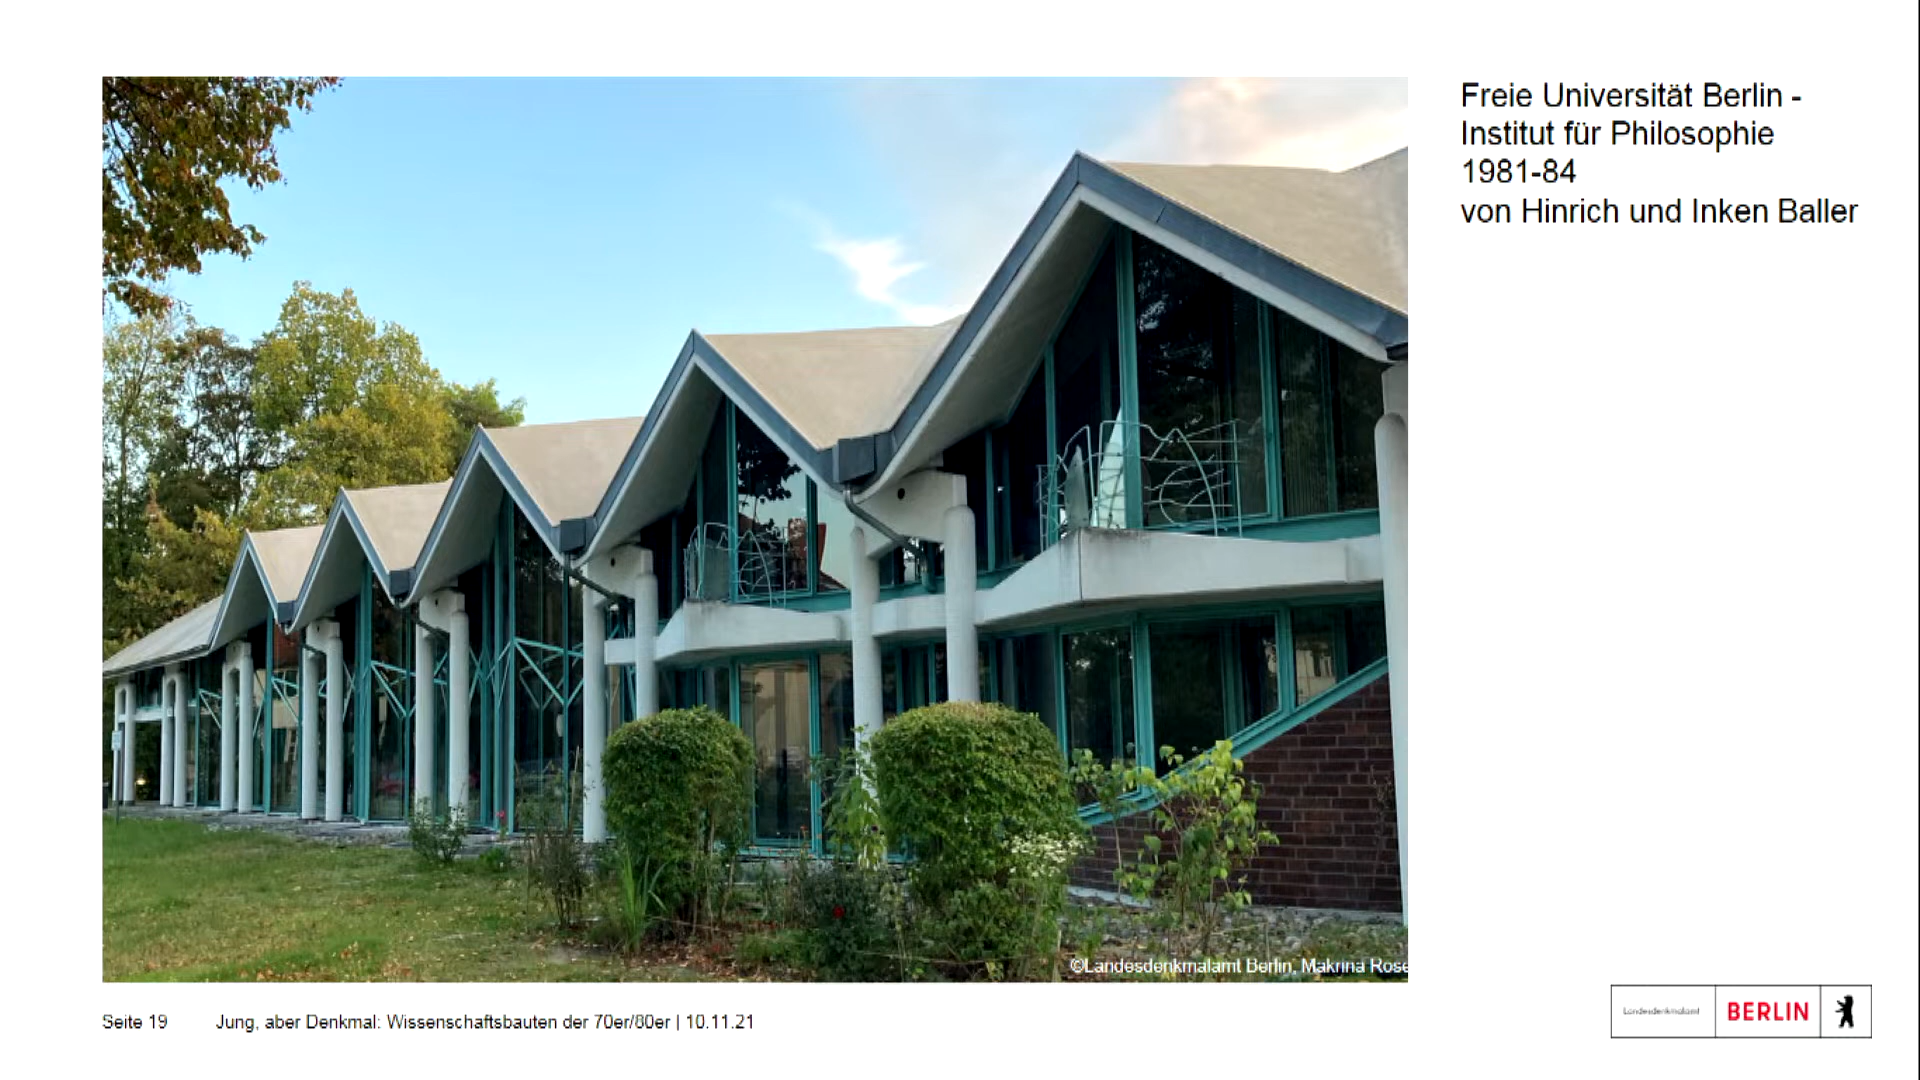 Freie Universität Berlin -
Institut für Philosophie
1981-84
von Hinrich und Inken Baller
©Landesdenkmalamt Berlin, Makrina Rose
Seite 19 Jung, aber Denkmal: Wissenschaftsbauten der 70er/80er | 10.11.21
Landesdenkmalamt BERLIN